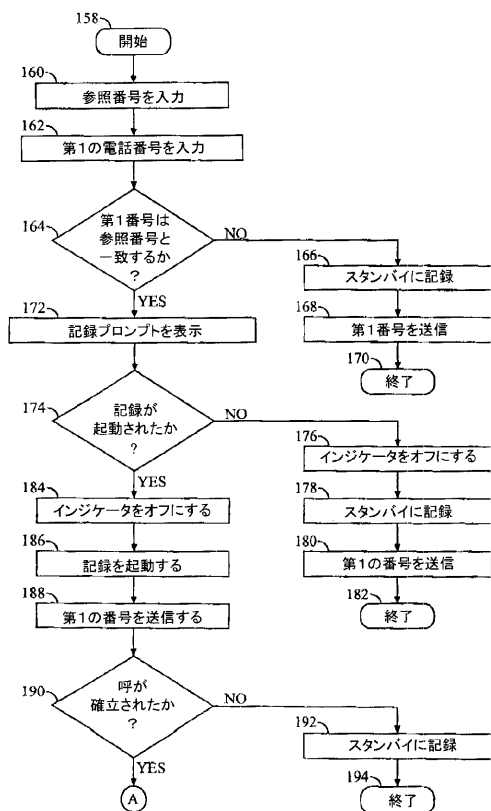 158
開始
160
参照番号を入力
162
第1の電話番号を入力
164
第1番号は
参照番号と
一致するか
?
NO
YES
166
スタンバイに記録
168
第1番号を送信
170
終了
172
記録プロンプトを表示
174
記録が
起動されたか
?
NO
YES
176
インジケータをオフにする
178
スタンバイに記録
180
第1の番号を送信
182
終了
184
インジケータをオフにする
186
記録を起動する
188
第1の番号を送信する
190
呼が
確立されたか
?
NO
YES
192
スタンバイに記録
194
終了
A